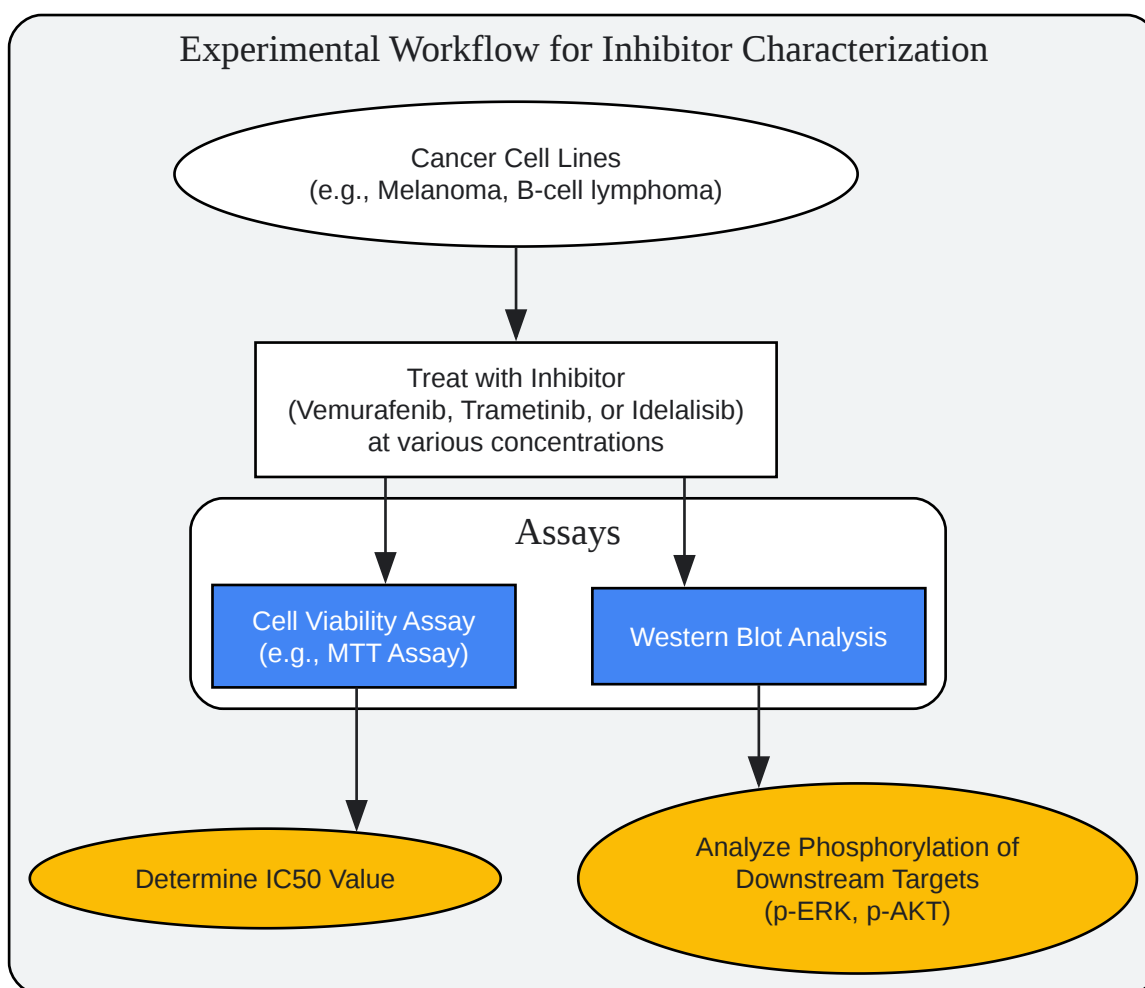 Experimental Workflow for Inhibitor Characterization
Cancer Cell Lines
(e.g., Melanoma, B-cell lymphoma)
Treat with Inhibitor
(Vemurafenib, Trametinib, or Idelalisib)
at various concentrations
Assays
Cell Viability Assay
(e.g., MTT Assay)
Western Blot Analysis
Determine IC50 Value
Analyze Phosphorylation of
Downstream Targets
(p-ERK, p-AKT)